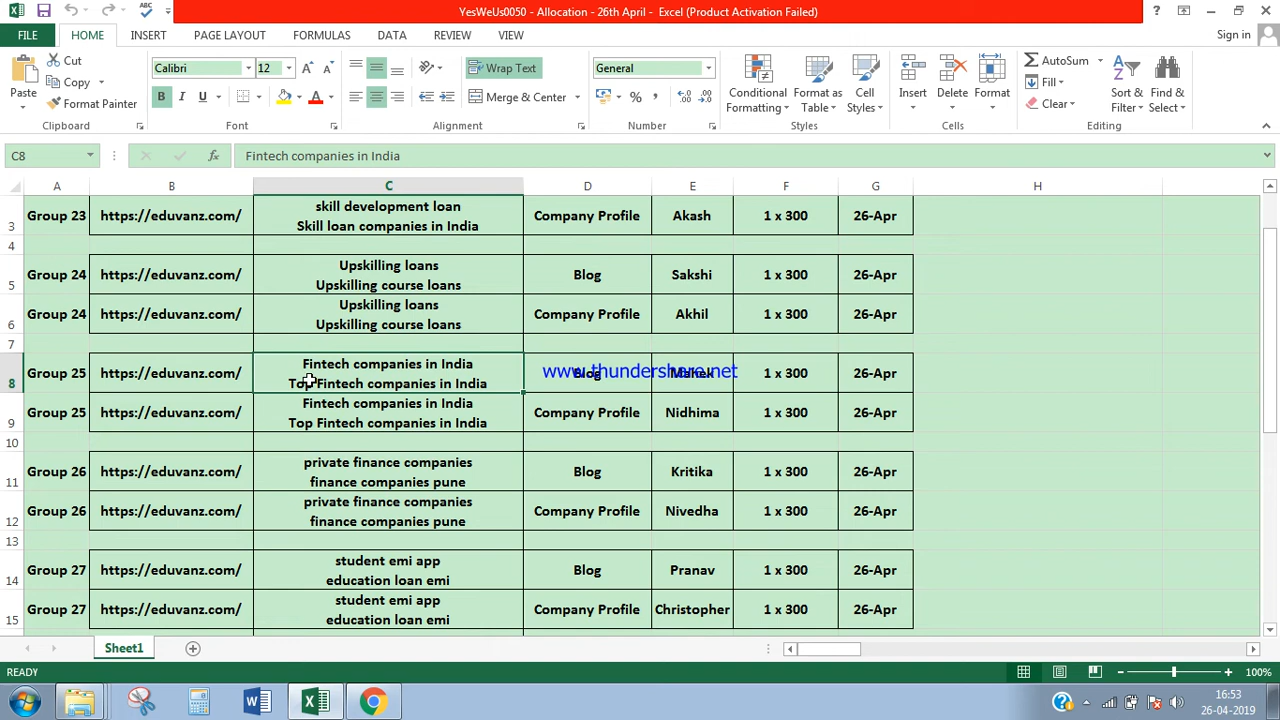 YesWeUs0050 - Allocation - 26th April - Excel (Product Activation Failed)
FILE HOME INSERT PAGE LAYOUT FORMULAS DATA REVIEW VIEW Sign in
Paste Cut Copy Format Painter Clipboard
Calibri 12 B I U Font
Wrap Text Merge & Center Alignment
General % Number
Conditional Formatting Format as Table Cell Styles Styles
Insert Delete Format Cells
AutoSum Fill Clear Sort & Filter Find & Select Editing
C8 fx Fintech companies in India
A B C D E F G H
3 Group 23 https://eduvanz.com/ skill development loan Skill loan companies in India Company Profile Akash 1 x 300 26-Apr
4
5 Group 24 https://eduvanz.com/ Upskilling loans Upskilling course loans Blog Sakshi 1 x 300 26-Apr
6 Group 24 https://eduvanz.com/ Upskilling loans Upskilling course loans Company Profile Akhil 1 x 300 26-Apr
7
8 Group 25 https://eduvanz.com/ Fintech companies in India Top Fintech companies in India Blog Mahek 1 x 300 26-Apr
www.thundershare.net
9 Group 25 https://eduvanz.com/ Fintech companies in India Top Fintech companies in India Company Profile Nidhima 1 x 300 26-Apr
10
11 Group 26 https://eduvanz.com/ private finance companies finance companies pune Blog Kritika 1 x 300 26-Apr
12 Group 26 https://eduvanz.com/ private finance companies finance companies pune Company Profile Nivedha 1 x 300 26-Apr
13
14 Group 27 https://eduvanz.com/ student emi app education loan emi Blog Pranav 1 x 300 26-Apr
15 Group 27 https://eduvanz.com/ student emi app education loan emi Company Profile Christopher 1 x 300 26-Apr
Sheet1
READY 100%
16:53
26-04-2019